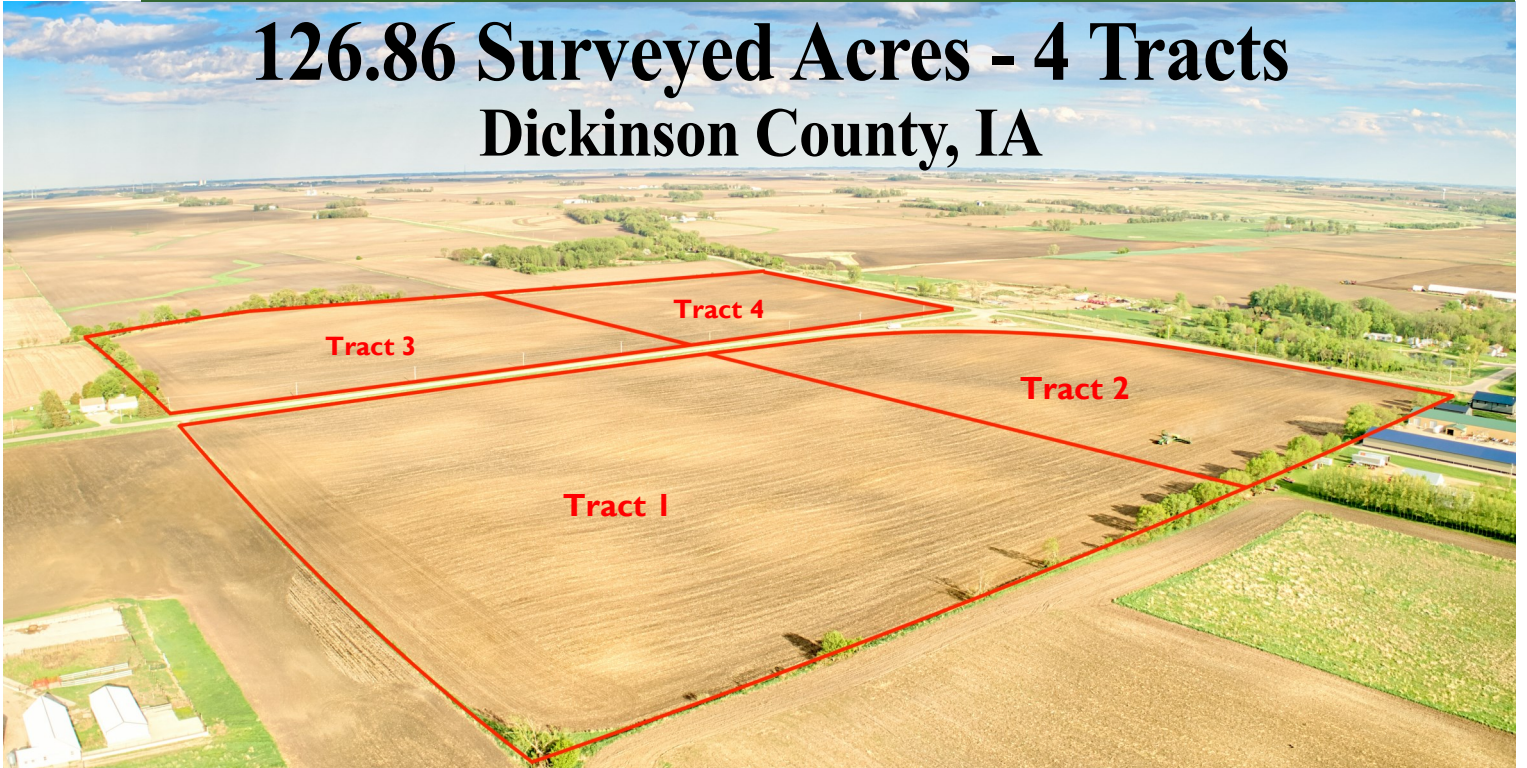 126.86 Surveyed Acres - 4 Tracts
Dickinson County, IA
Tract 4
Tract 3
Tract 2
Tract 1